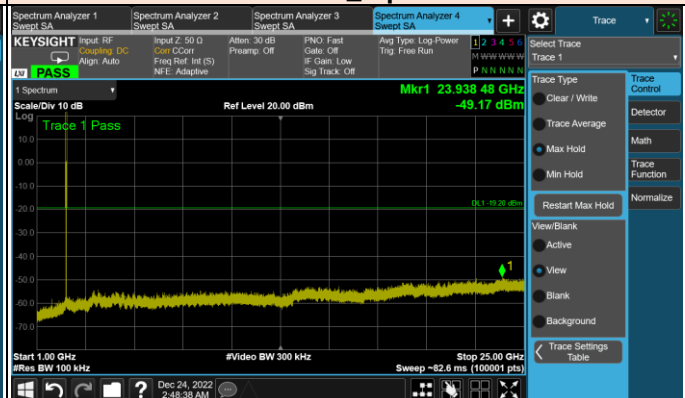 Spectrum Analyzer 1
Swept SA
Spectrum Analyzer 2
Swept SA
Spectrum Analyzer 3
Swept SA
Spectrum Analyzer 4
Swept SA
+
Trace
KEYSIGHT
LXI
PASS
Input: RF
Coupling: DC
Align: Auto
Input Z: 50 Ω
Corr CCorr
Freq Ref: Int (S)
NFE: Adaptive
Atten: 30 dB
Preamp: Off
PNO: Fast
Gate: Off
IF Gain: Low
Sig Track: Off
Avg Type: Log-Power
Trig: Free Run
1 2 3 4 5 6
M W W W W W
P N N N N N
Select Trace
Trace 1
1 Spectrum
Mkr1 23.938 48 GHz
-49.17 dBm
Scale/Div 10 dB
Ref Level 20.00 dBm
Log
Trace 1 Pass
10.0
0.00
-10.0
-20.0
-30.0
-40.0
-50.0
-60.0
-70.0
DL1 -19.20 dBm
1
Start 1.00 GHz
#Res BW 100 kHz
#Video BW 300 kHz
Stop 25.00 GHz
Sweep ~82.6 ms (100001 pts)
Trace Type
Clear / Write
Trace Average
Max Hold
Min Hold
Restart Max Hold
View/Blank
Active
View
Blank
Background
Trace Settings
Table
Trace
Control
Detector
Math
Trace
Function
Normalize
?
Dec 24, 2022
2:48:38 AM